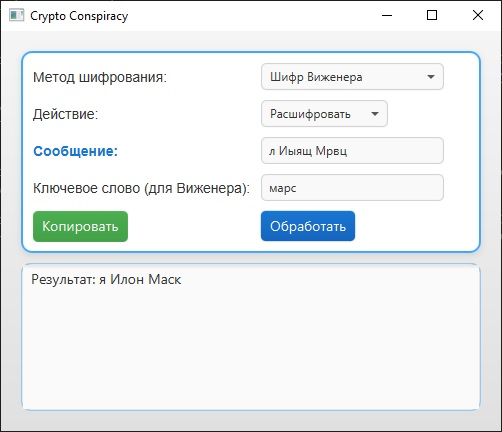 Crypto Conspiracy
Метод шифрования: Шифр Виженера
Действие: Расшифровать
Сообщение: л Иыящ Мрвц
Ключевое слово (для Виженера): марс
Копировать Обработать
Результат: я Илон Маск